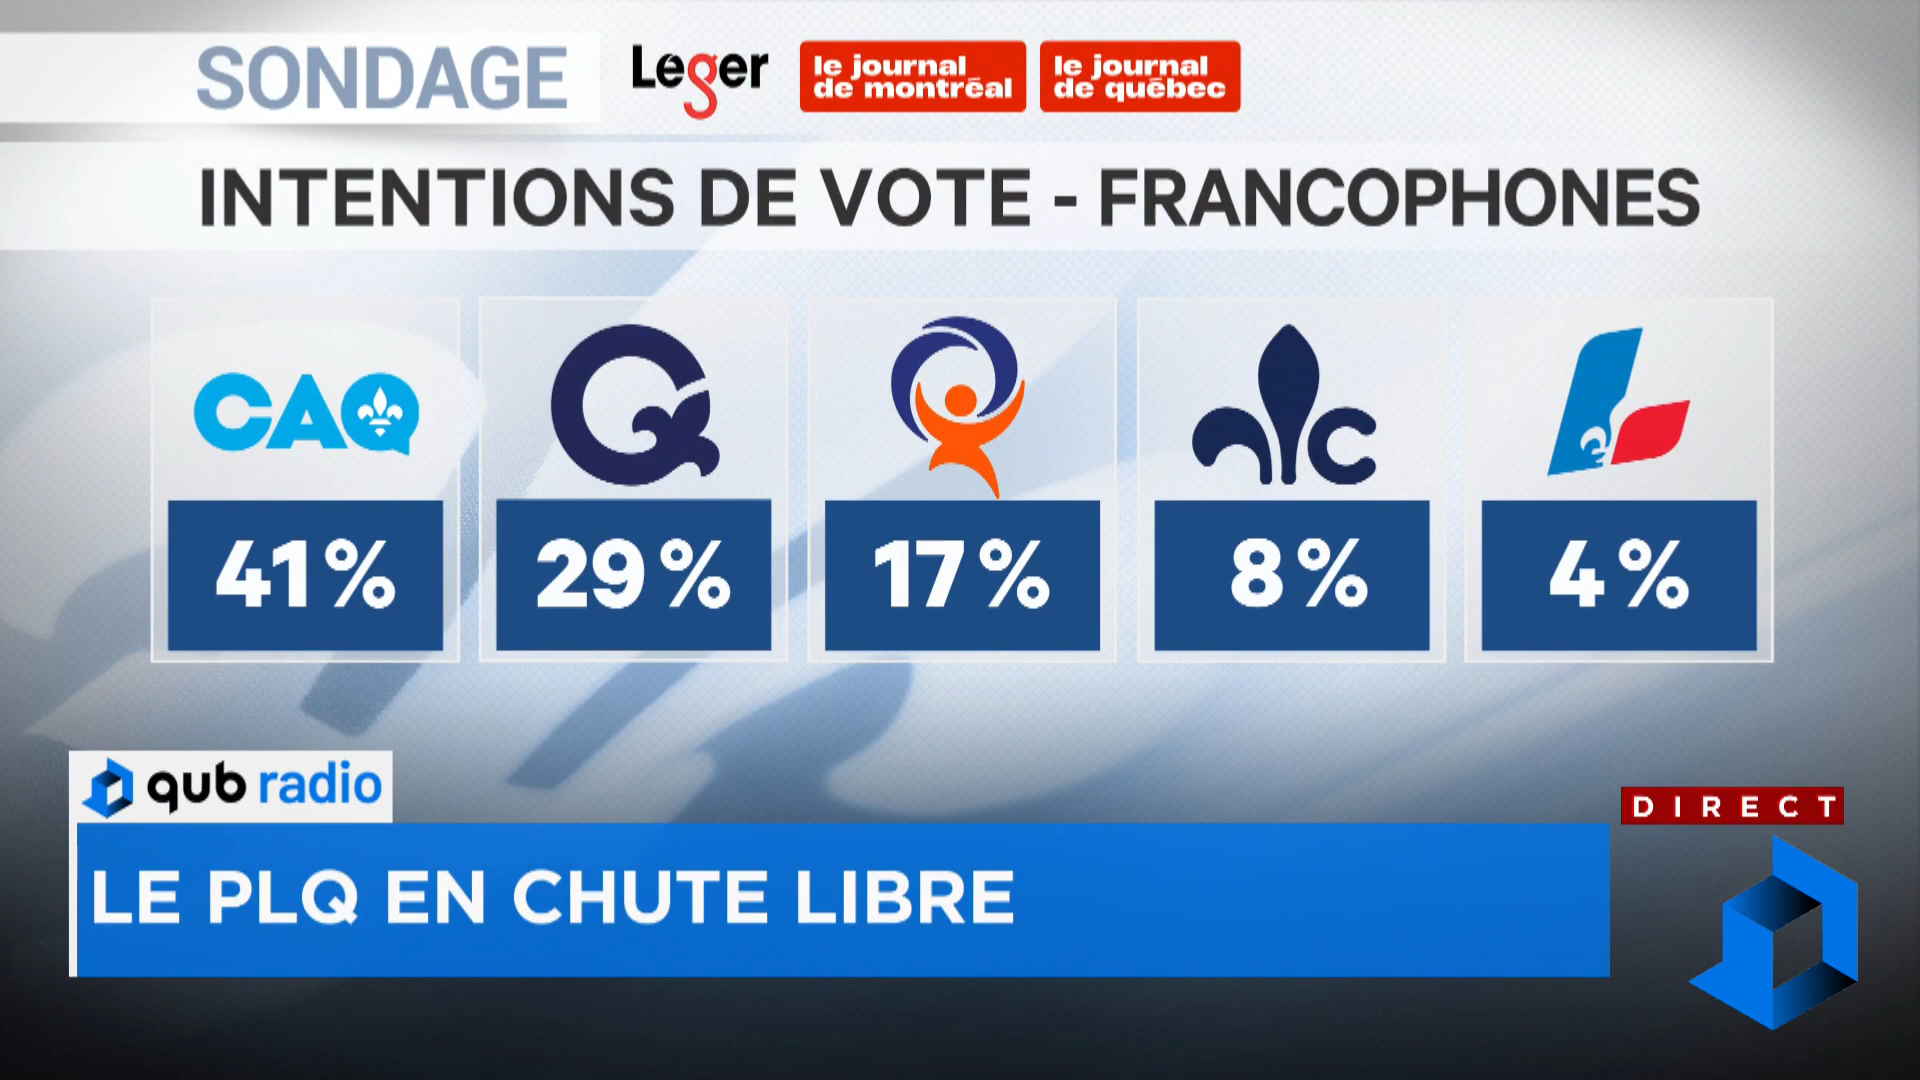 SONDAGE Léger le journal de montréal le journal de québec
INTENTIONS DE VOTE - FRANCOPHONES
CAQ
41% 29% 17% 8% 4%
qub radio
DIRECT
LE PLQ EN CHUTE LIBRE